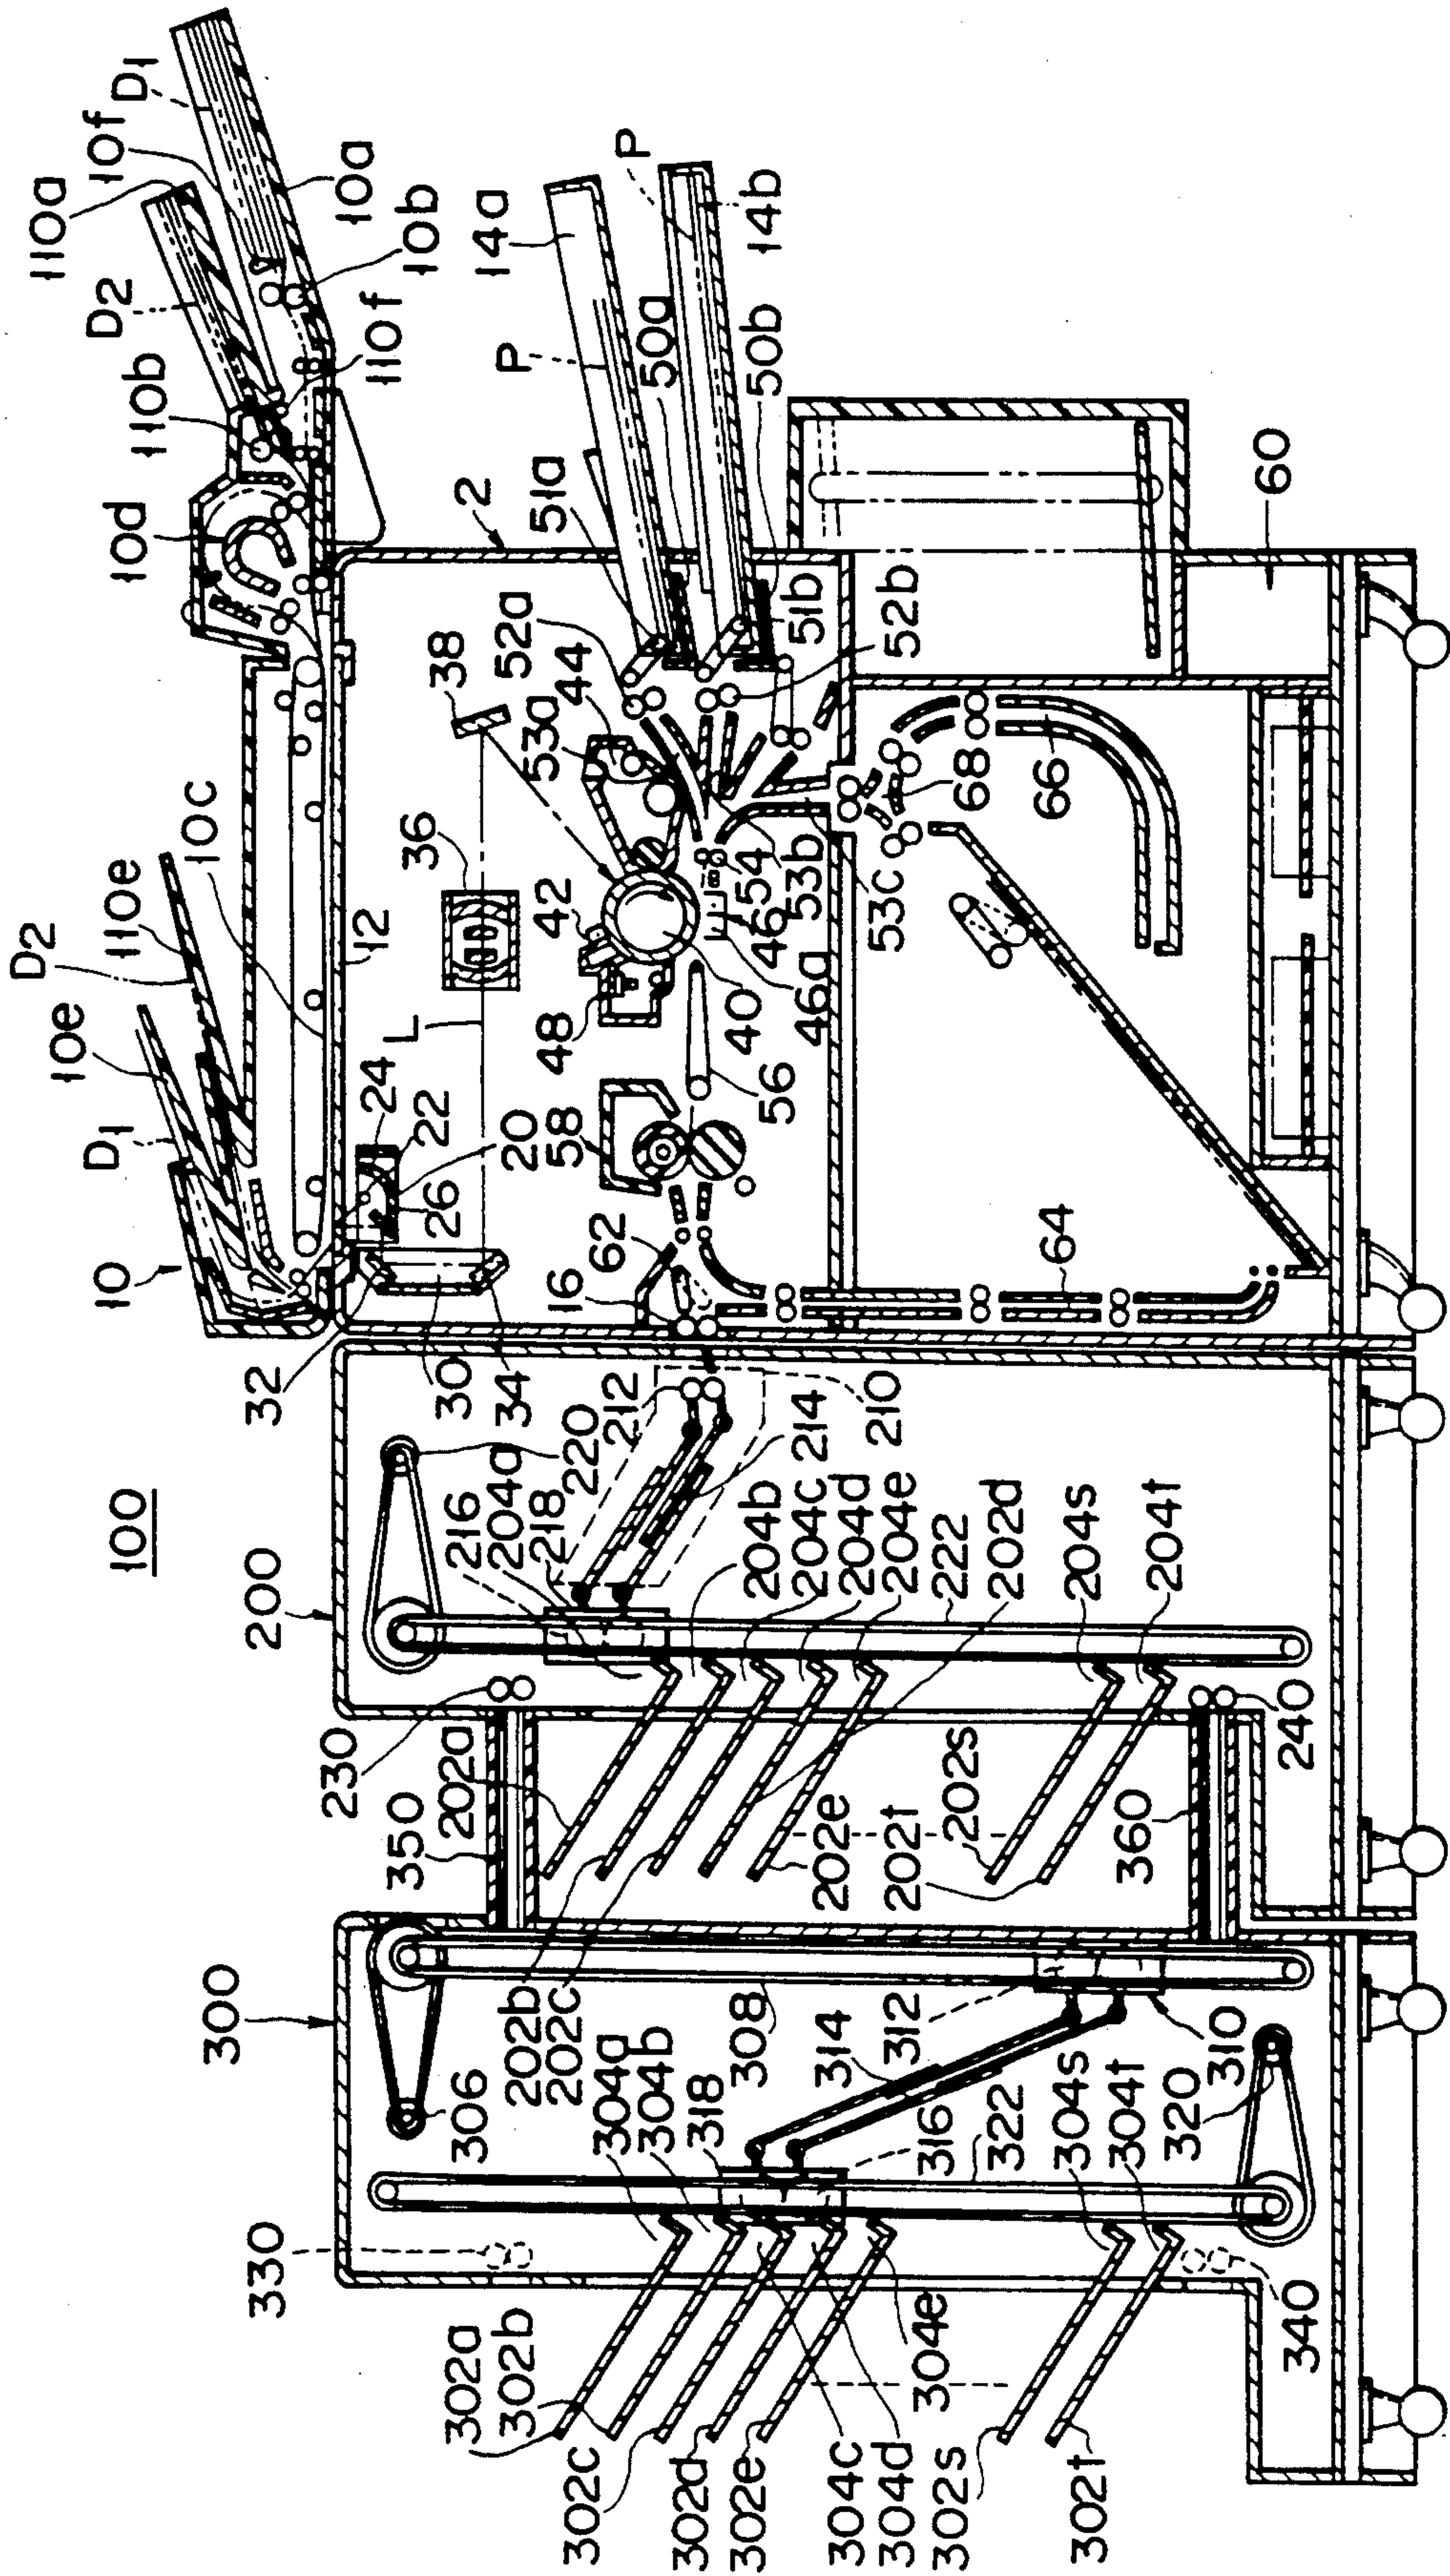 100
10
D1
10e
D2
110e
10c
10d
110b
D2
110a
10f
D1
110f
10b
10a
12
2
14a
P
P
14b
50a
50b
51a
51b
52a
52b
38
44
53a
36
42
L
24
22
26
20
58
48
40
56
46a
46
54
53b
53c
68
66
60
62
16
64
32
30
34
200
220
212
210
214
216
204a
218
204b
204c
204d
204e
202d
222
204s
204t
230
350
202a
202e
202t
202s
360
240
300
306
202b
202c
304a
304b
318
308
314
312
316
322
304s
304t
310
320
330
302a
302b
302c
302d
302e
304c
304d
304e
302s
302t
340